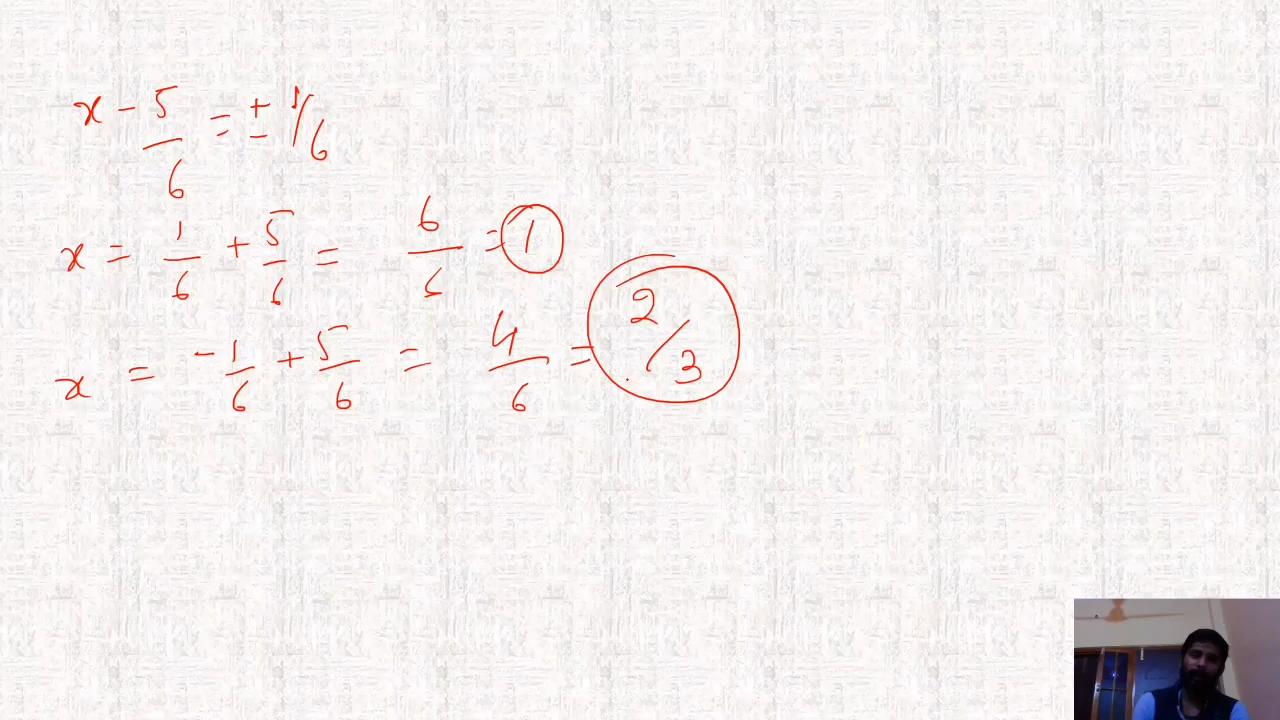 x - 5/6 = ± 1/6
x = 1/6 + 5/6 = 6/6 = 1
x = -1/6 + 5/6 = 4/6 = 2/3